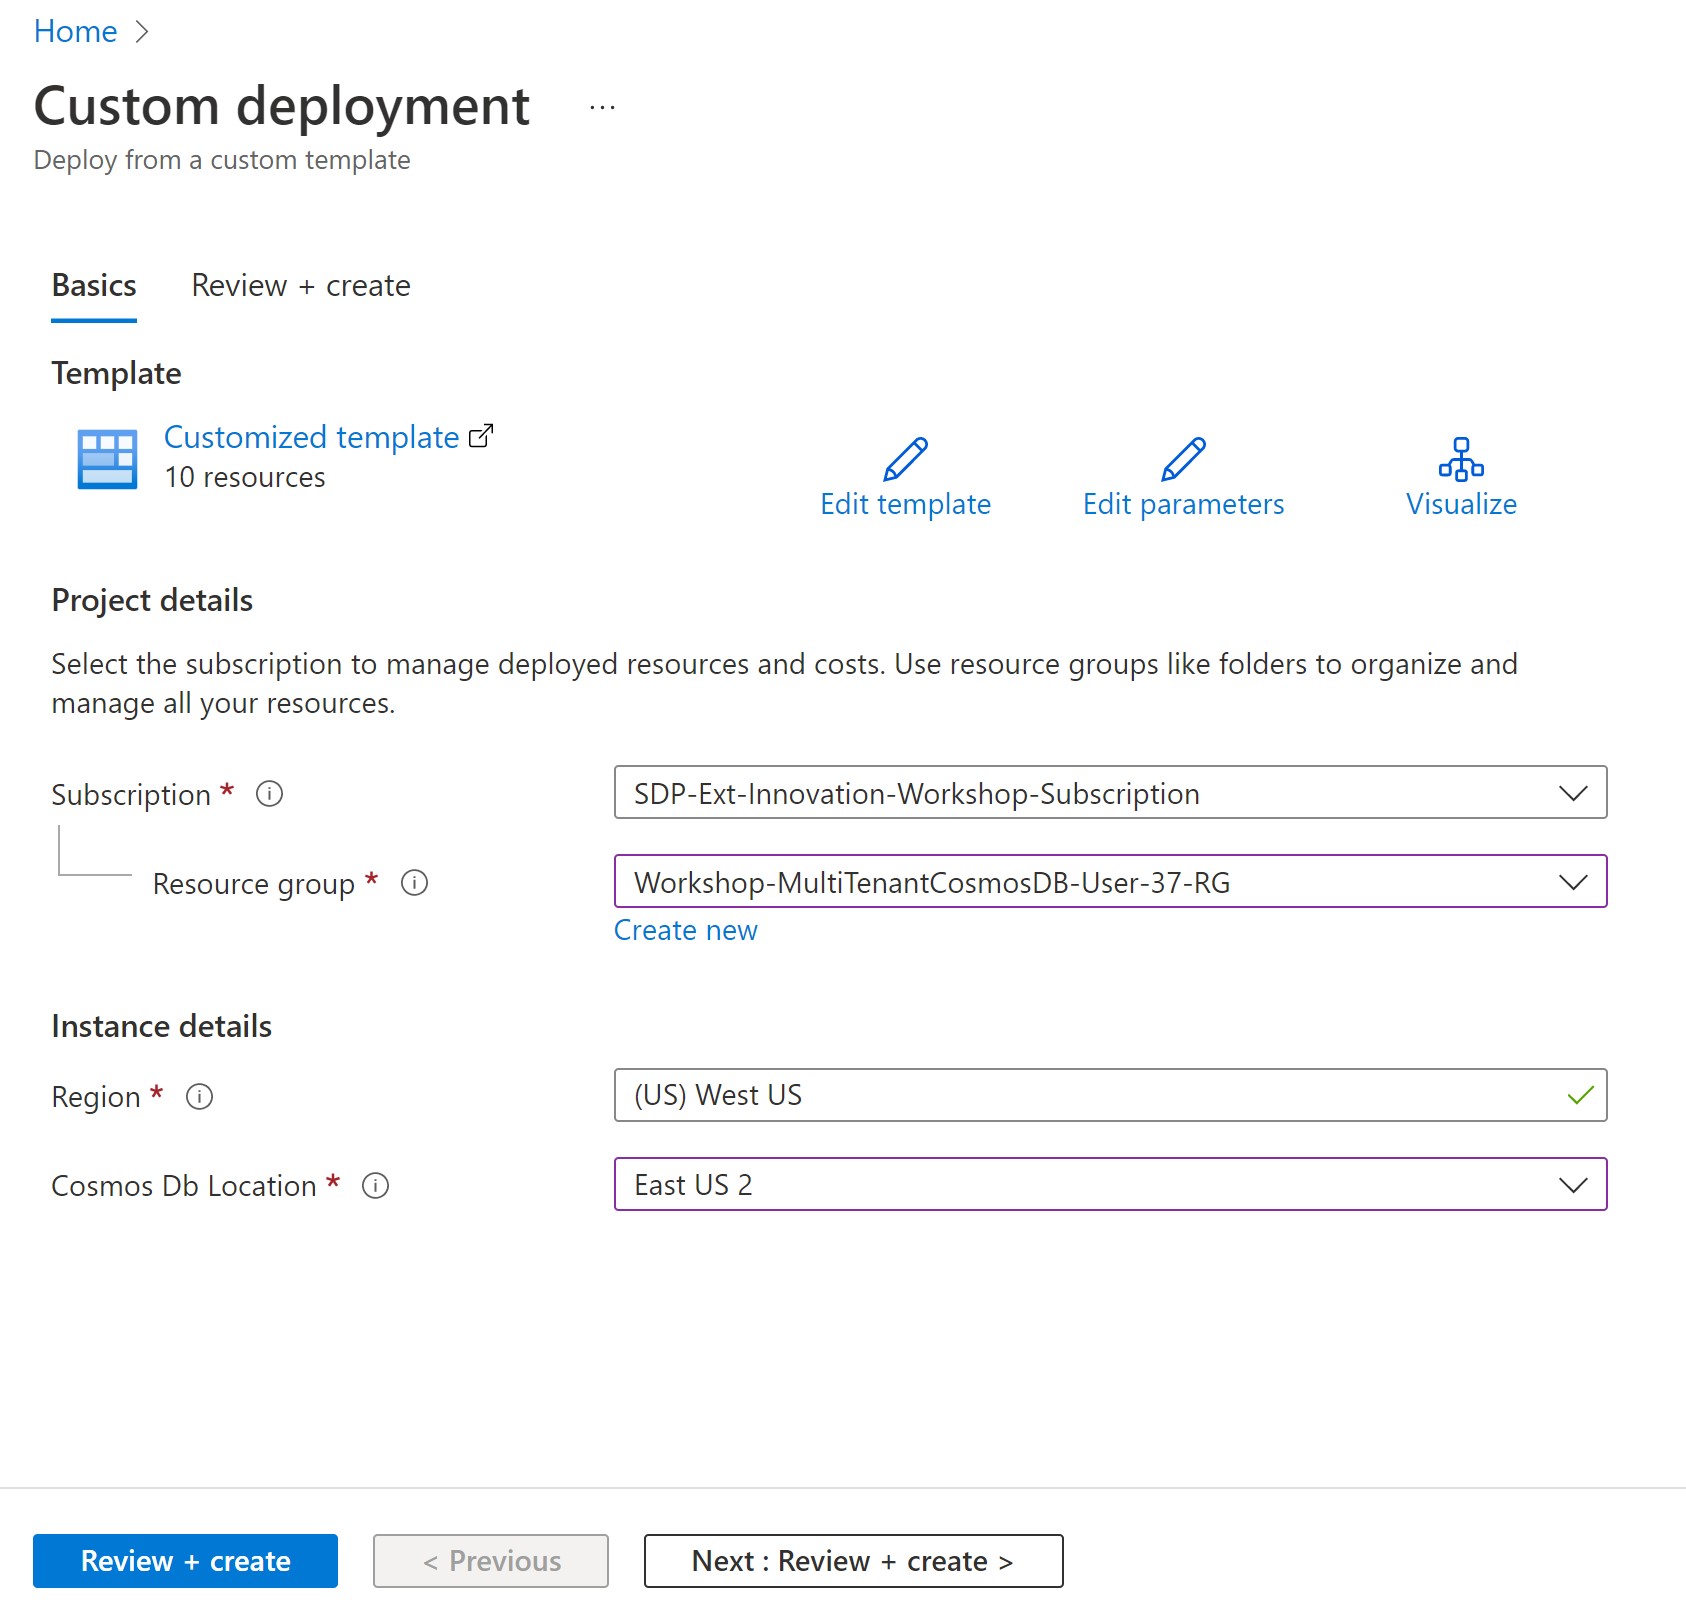 Home >
Custom deployment ...
Deploy from a custom template
Basics Review + create
Template
Customized template
10 resources
Edit template Edit parameters Visualize
Project details
Select the subscription to manage deployed resources and costs. Use resource groups like folders to organize and
manage all your resources.
Subscription * SDP-Ext-Innovation-Workshop-Subscription
Resource group * Workshop-MultiTenantCosmosDB-User-37-RG
Create new
Instance details
Region * (US) West US
Cosmos Db Location * East US 2
Review + create < Previous Next : Review + create >